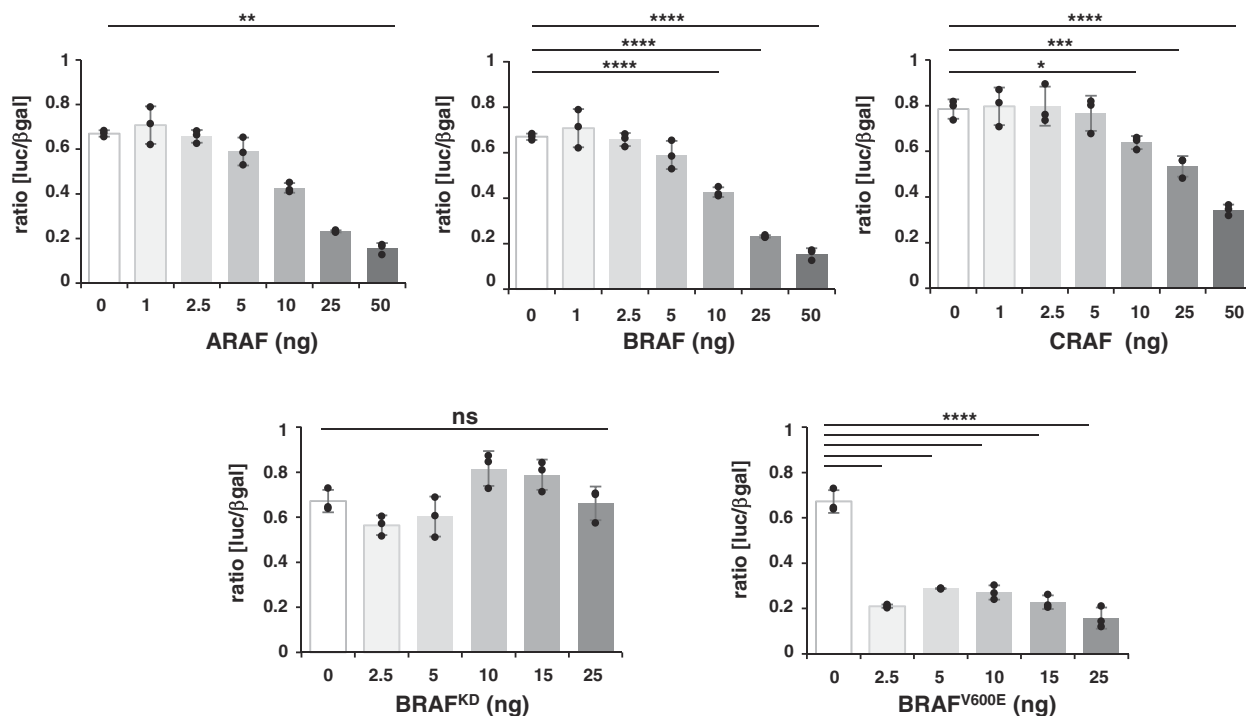 **
1
0.8
0.6
0.4
0.2
0
ratio [luc/βgal]
0 1 2.5 5 10 25 50
ARAF (ng)
****
****
****
1
0.8
0.6
0.4
0.2
0
ratio [luc/βgal]
0 1 2.5 5 10 25 50
BRAF (ng)
****
***
*
1
0.8
0.6
0.4
0.2
0
ratio [luc/βgal]
0 1 2.5 5 10 25 50
CRAF (ng)
ns
1
0.8
0.6
0.4
0.2
0
ratio [luc/βgal]
0 2.5 5 10 15 25
BRAFKD (ng)
****
1
0.8
0.6
0.4
0.2
0
ratio [luc/βgal]
0 2.5 5 10 15 25
BRAFV600E (ng)